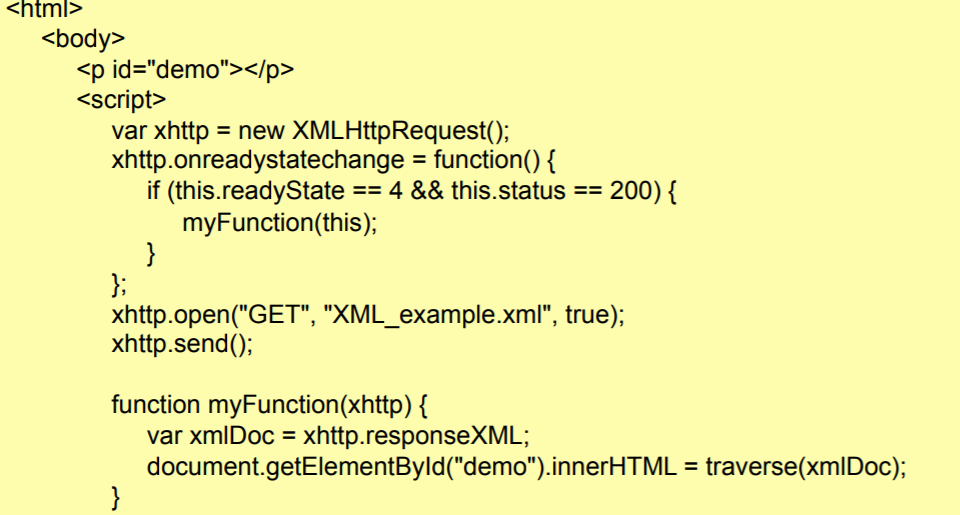 <html>
<body>
<p id="demo"></p>
<script>
var xhttp = new XMLHttpRequest();
xhttp.onreadystatechange = function() {
if (this.readyState == 4 && this.status == 200) {
myFunction(this);
}
};
xhttp.open("GET", "XML_example.xml", true);
xhttp.send();
function myFunction(xhttp) {
var xmlDoc = xhttp.responseXML;
document.getElementById("demo").innerHTML = traverse(xmlDoc);
}